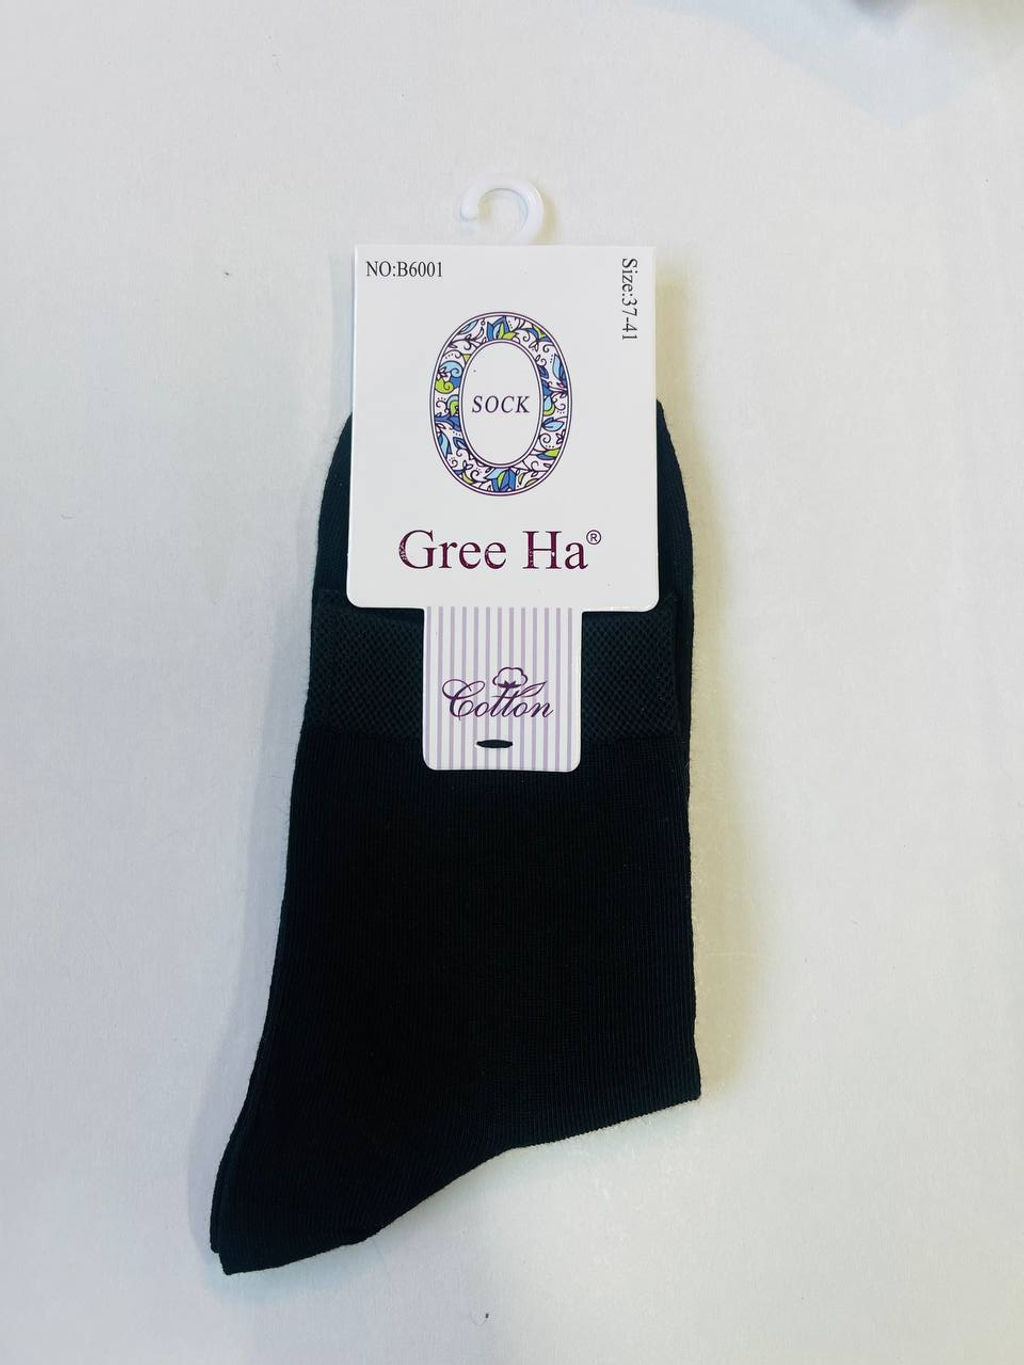 NO:B6001
Size:37-41
SOCK
Gree Ha®
Cotton